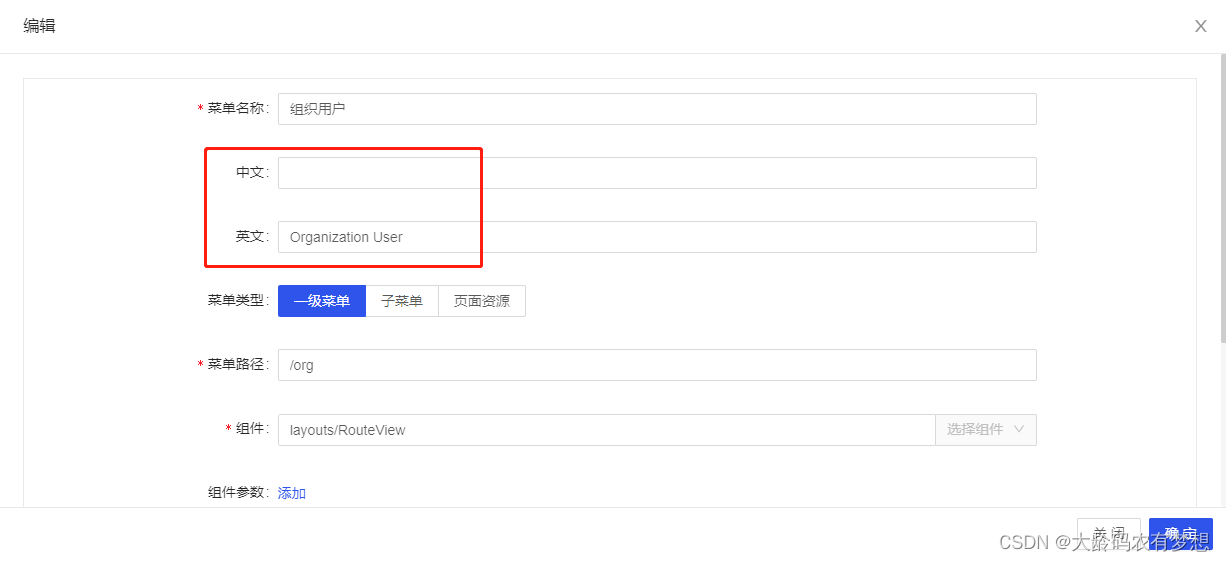 编辑
* 菜单名称: 组织用户
中文:
英文: Organization User
菜单类型: 一级菜单 子菜单 页面资源
* 菜单路径: /org
* 组件: layouts/RouteView 选择组件
组件参数: 添加
关闭 确定
CSDN @大龄码农有梦想